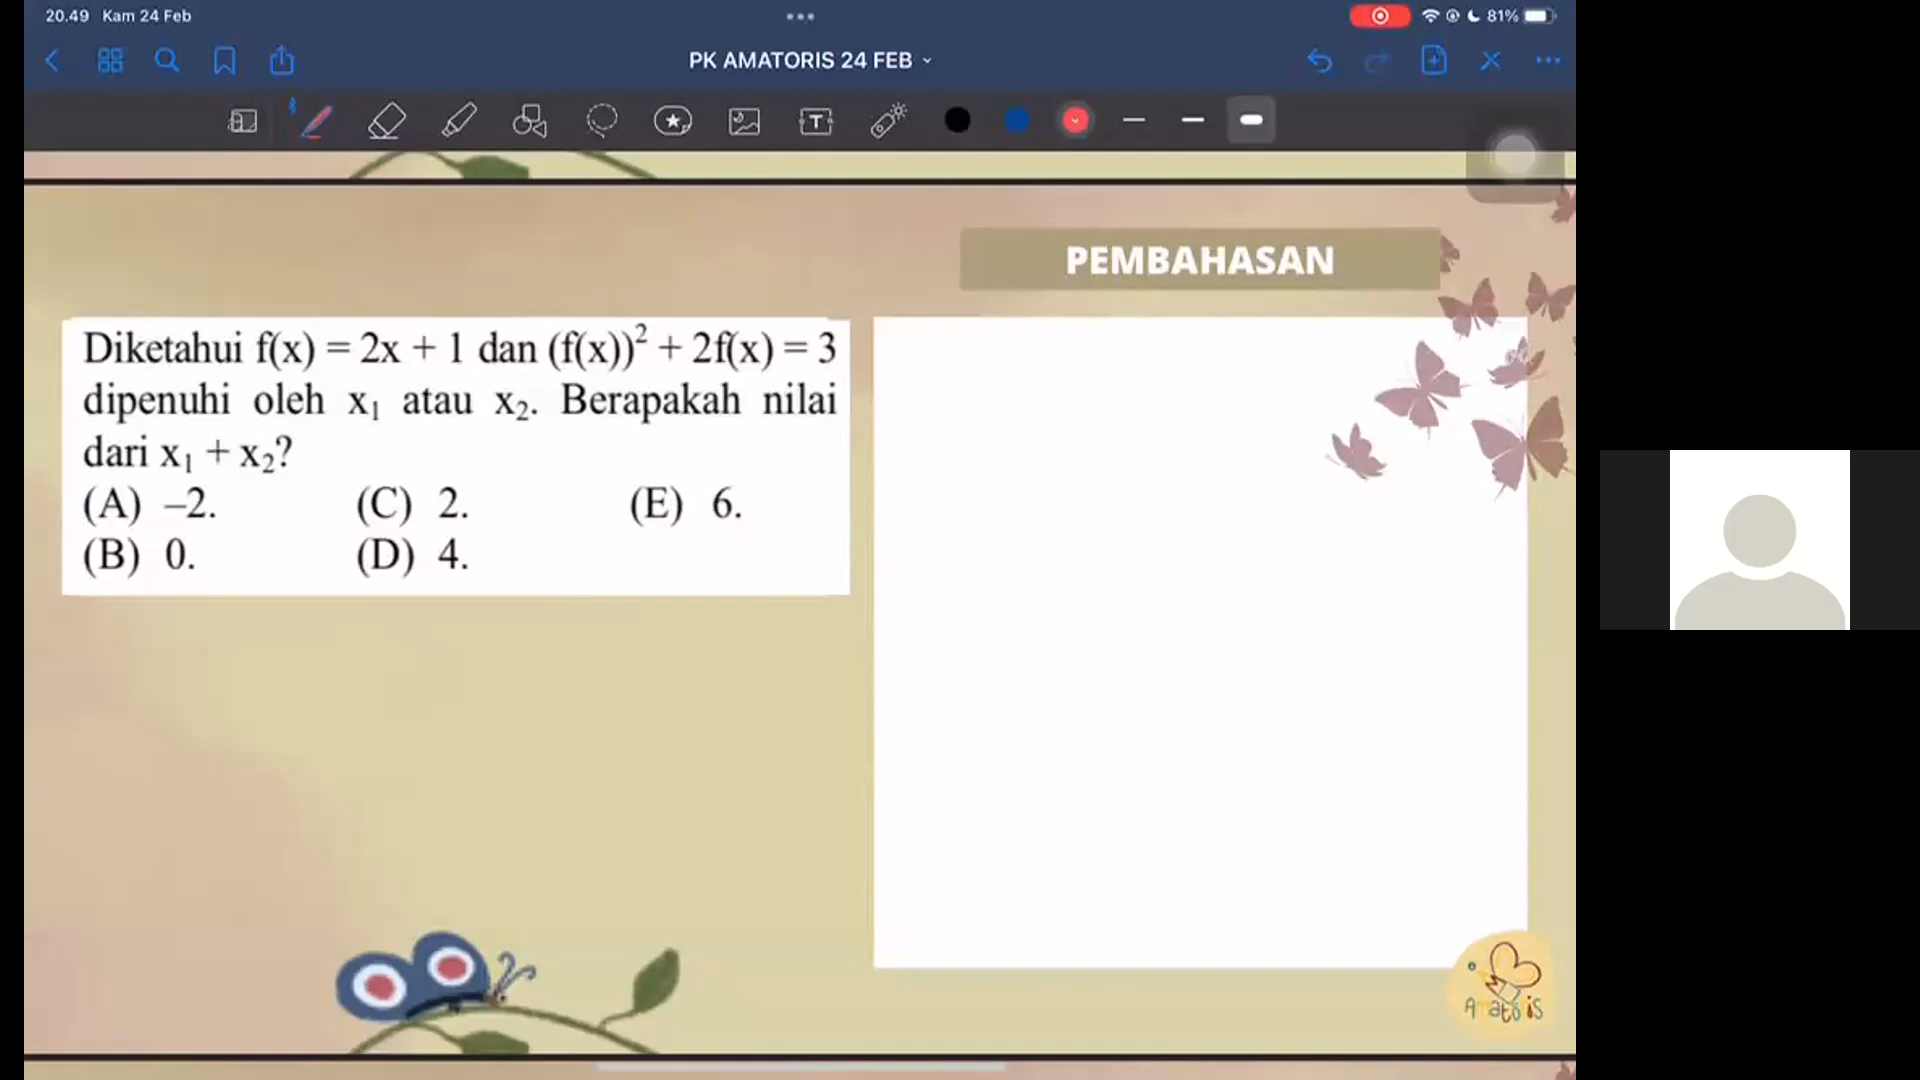 20.49 Kam 24 Feb
81%
PK AMATORIS 24 FEB
PEMBAHASAN
Diketahui f(x) = 2x + 1 dan (f(x))² + 2f(x) = 3
dipenuhi oleh x₁ atau x₂. Berapakah nilai
dari x₁ + x₂?
(A) –2. (C) 2. (E) 6.
(B) 0. (D) 4.
Amatoris